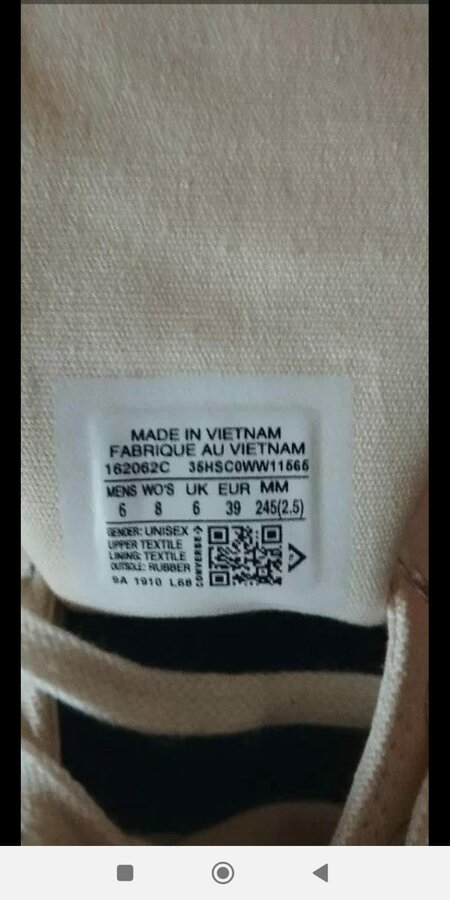 MADE IN VIETNAM
FABRIQUE AU VIETNAM
162062C 35HSC0WW11565
MENS WO'S UK EUR MM
6 8 6 39 245(2.5)
GENDER: UNISEX
UPPER TEXTILE
LINING: TEXTILE
OUTSOLE: RUBBER
9A 1910 L68
CONVERSE